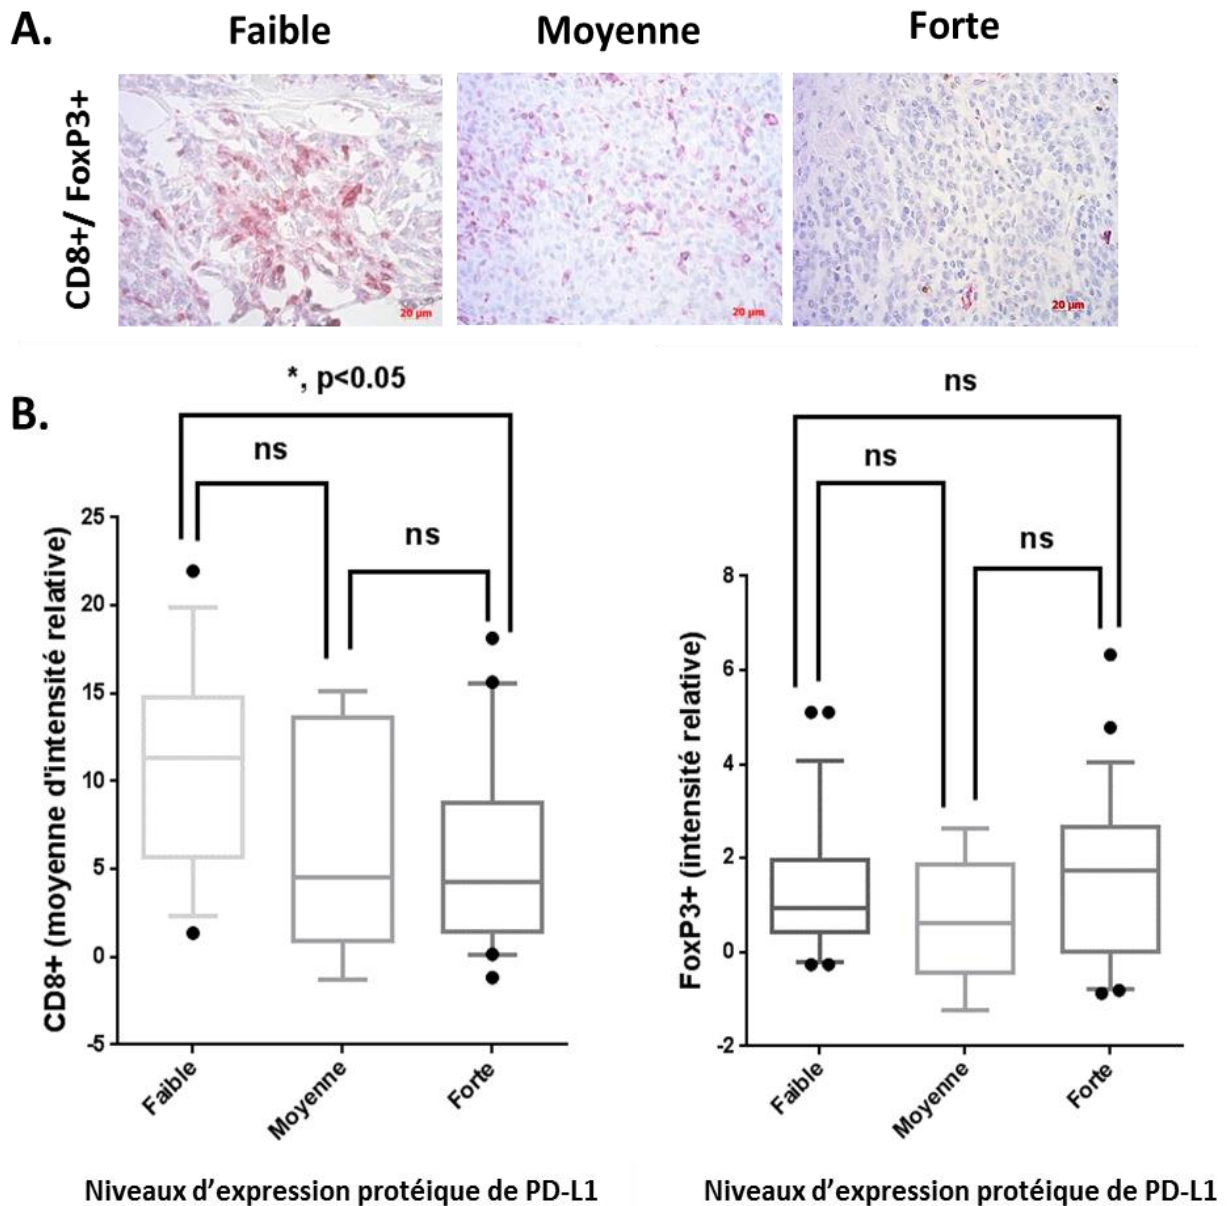 A.
Faible
Moyenne
Forte
CD8+/ FoxP3+
20 µm
20 µm
20 µm
B.
*, p<0.05
ns
ns
CD8+ (moyenne d'intensité relative)
25
20
15
10
5
0
-5
Faible
Moyenne
Forte
Niveaux d’expression protéique de PD-L1
ns
ns
ns
FoxP3+ (intensité relative)
8
6
4
2
0
-2
Faible
Moyenne
Forte
Niveaux d’expression protéique de PD-L1